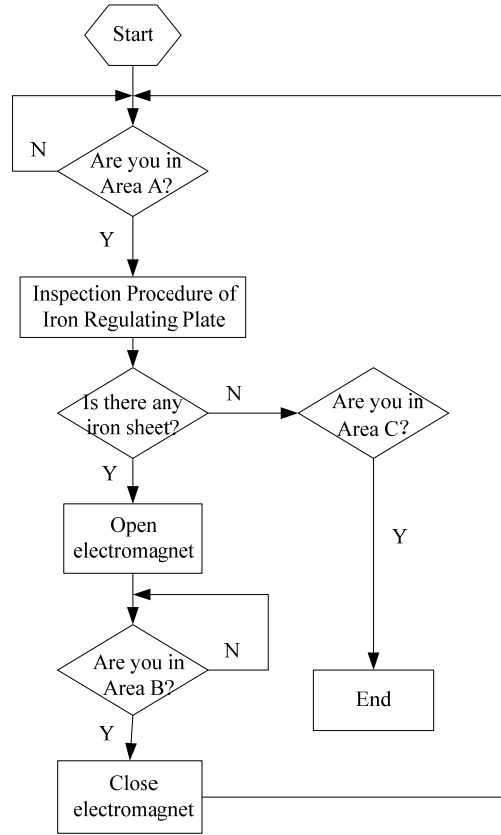 Start
N
Are you in
Area A?
Y
Inspection Procedure of
Iron Regulating Plate
Is there any
iron sheet?
N
Are you in
Area C?
Y
Open
electromagnet
Y
Are you in
Area B?
N
End
Y
Close
electromagnet